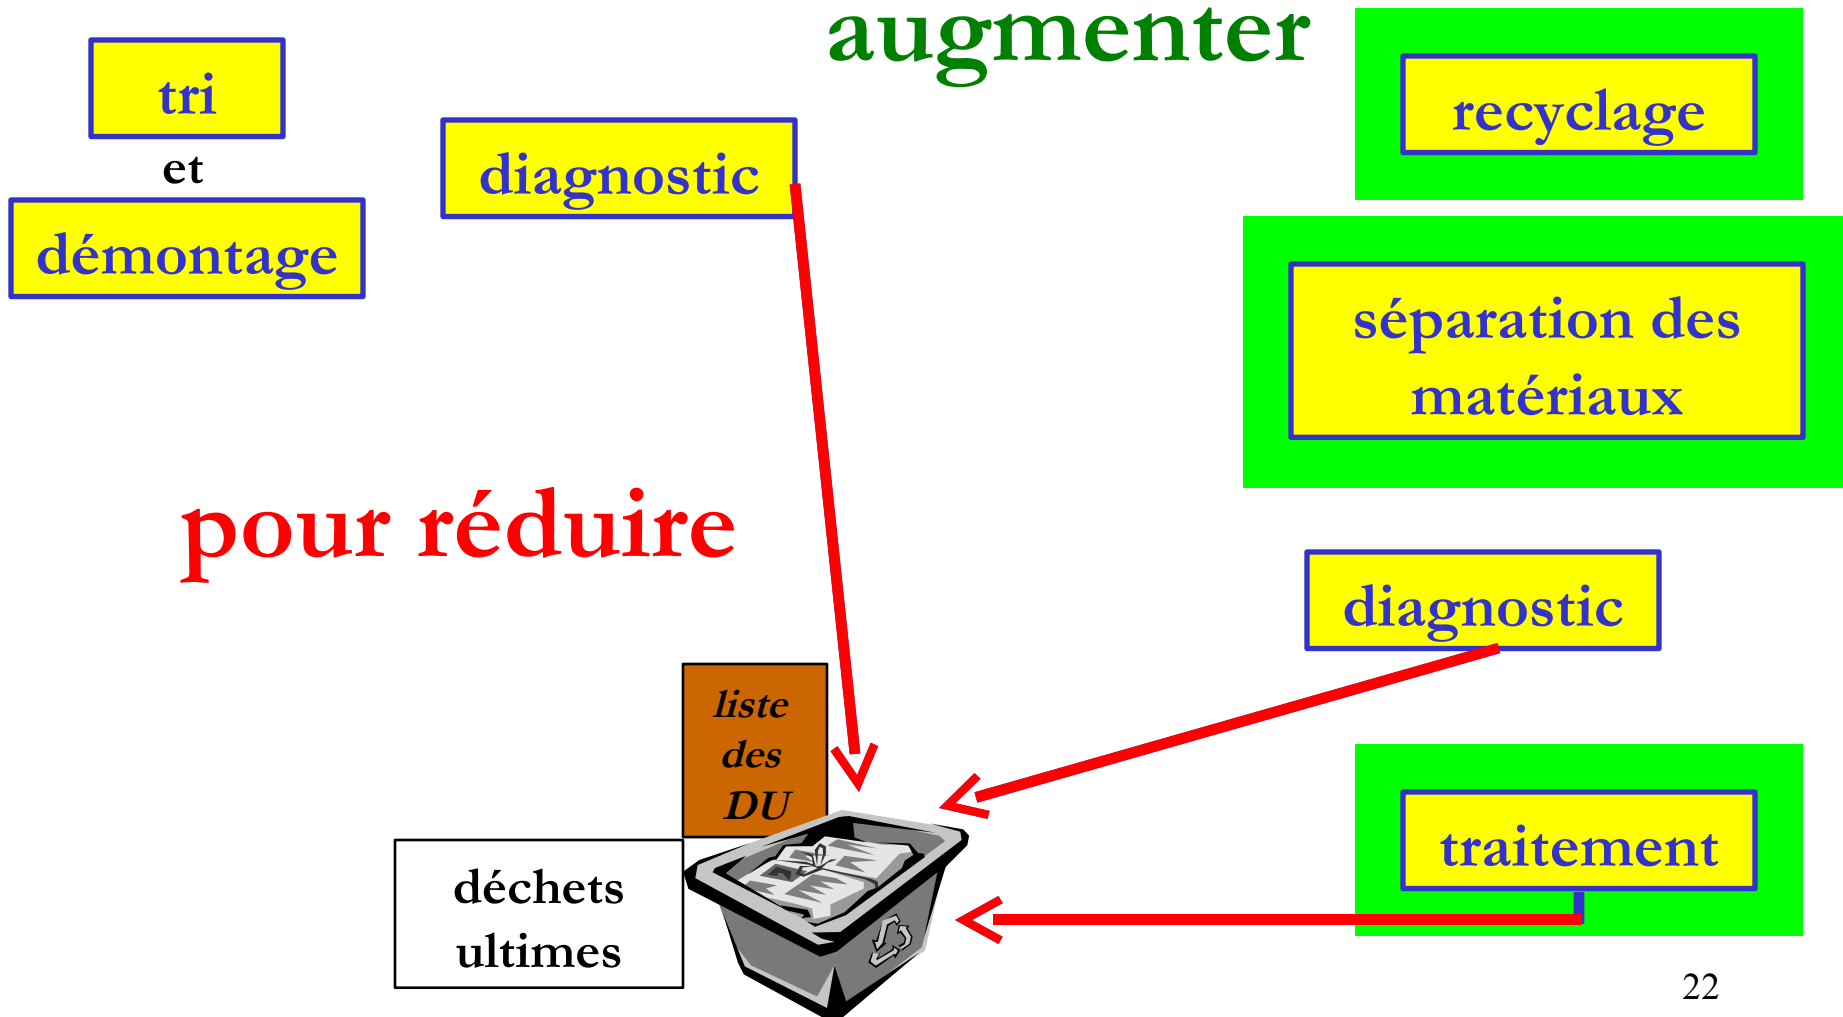 augmenter
tri
et
démontage
diagnostic
recyclage
séparation des
matériaux
pour réduire
diagnostic
liste
des
DU
déchets
ultimes
traitement
22